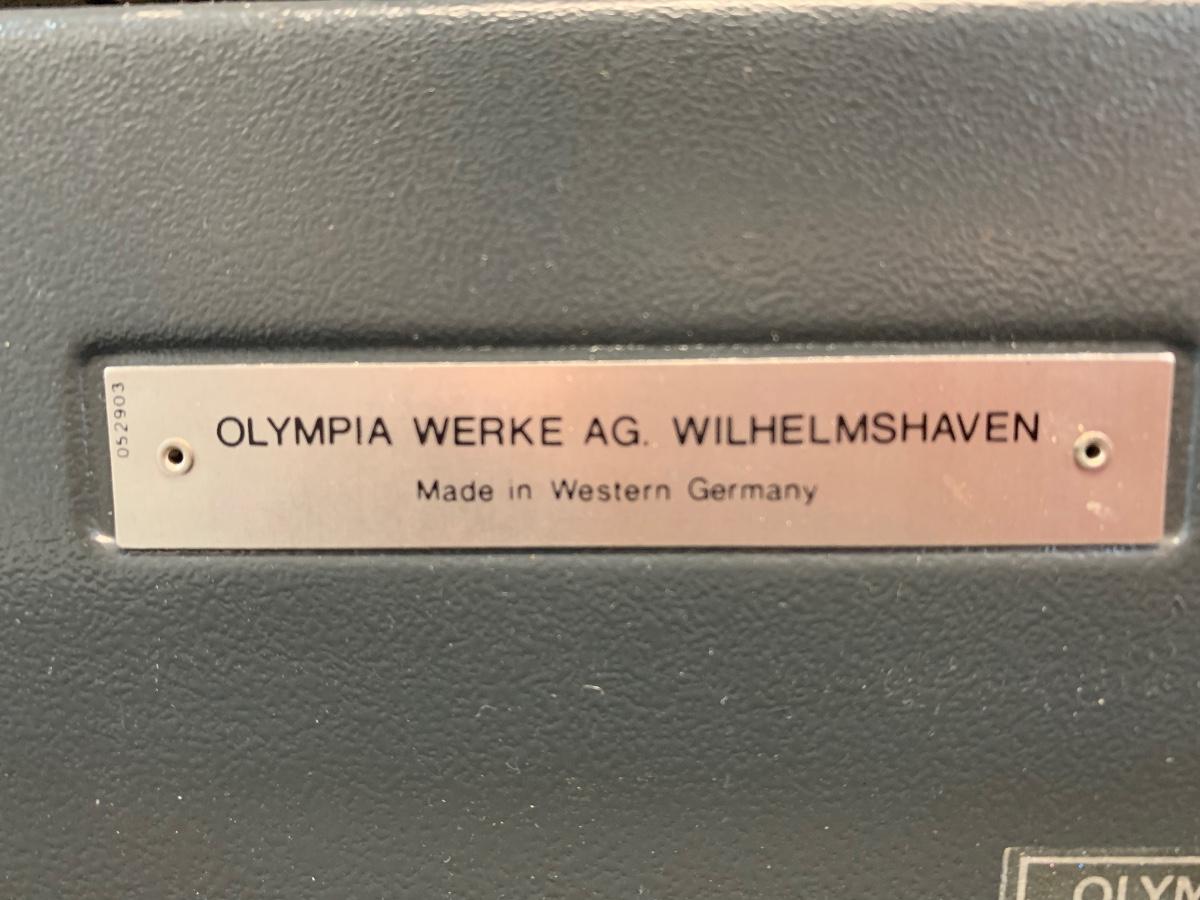 052903
OLYMPIA WERKE AG. WILHELMSHAVEN
Made in Western Germany